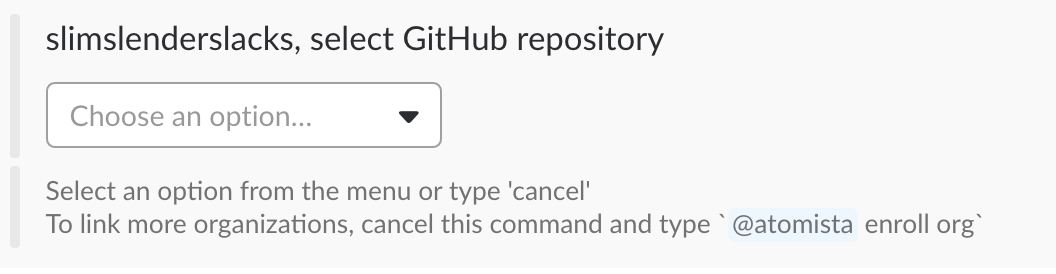 slimslenderslacks, select GitHub repository
Choose an option...
Select an option from the menu or type 'cancel'
To link more organizations, cancel this command and type `@atomista enroll org`